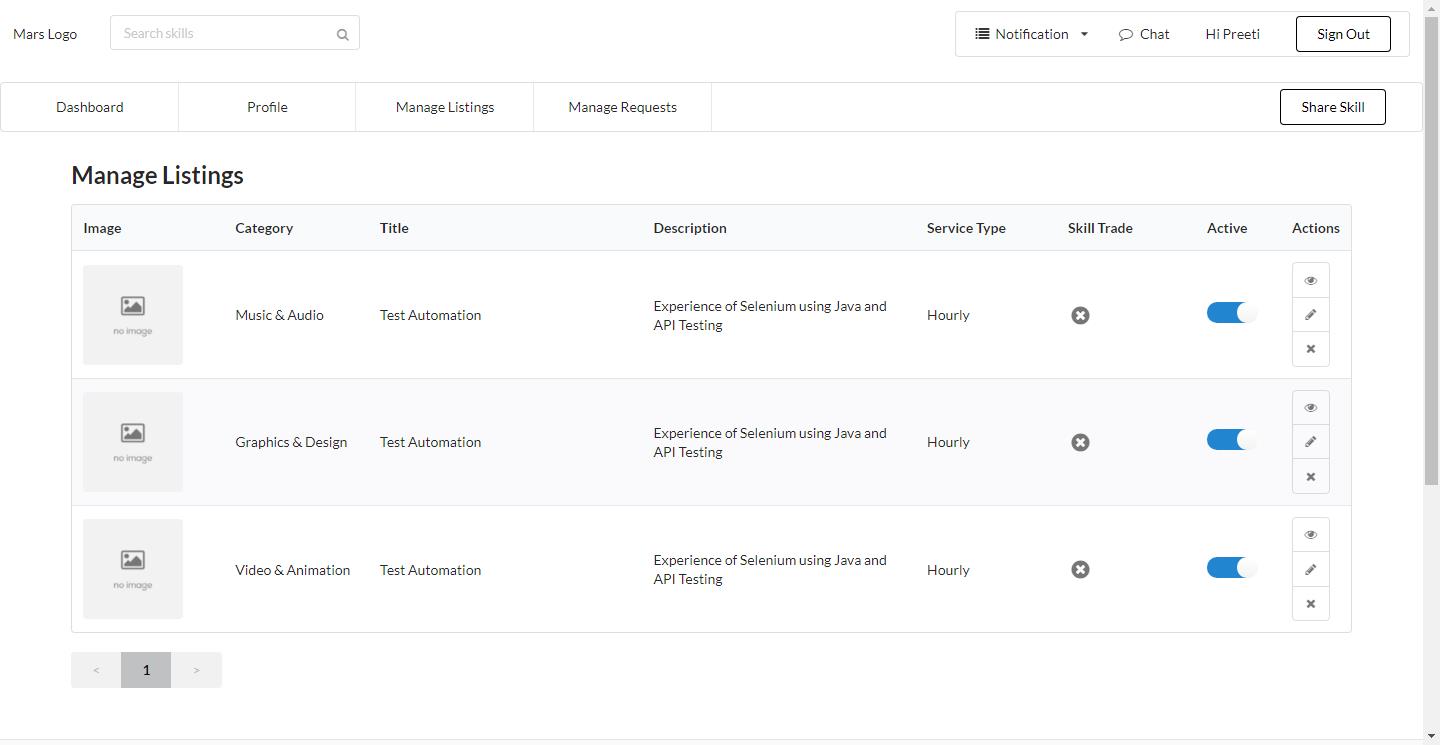 Mars Logo
Search skills
Notification
Chat
Hi Preeti
Sign Out
Dashboard
Profile
Manage Listings
Manage Requests
Share Skill
Manage Listings
Image Category Title Description Service Type Skill Trade Active Actions
no image
Music & Audio
Test Automation
Experience of Selenium using Java and
API Testing
Hourly
no image
Graphics & Design
Test Automation
Experience of Selenium using Java and
API Testing
Hourly
no image
Video & Animation
Test Automation
Experience of Selenium using Java and
API Testing
Hourly
< 1 >